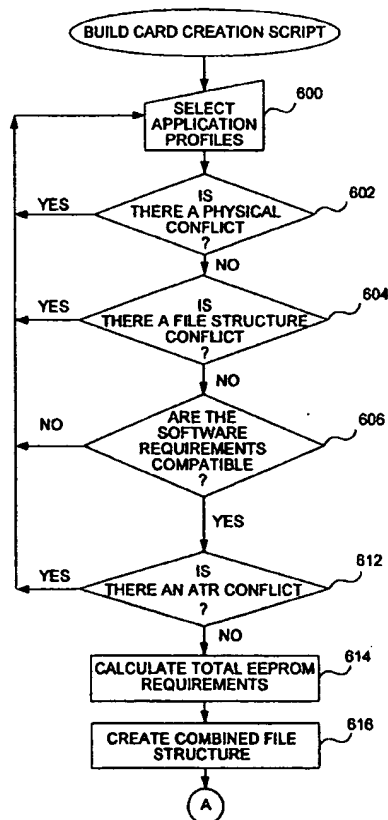 BUILD CARD CREATION SCRIPT
SELECT
APPLICATION
PROFILES
600
IS
THERE A PHYSICAL
CONFLICT
?
602
YES
NO
IS
THERE A FILE STRUCTURE
CONFLICT
?
604
YES
NO
ARE THE
SOFTWARE
REQUIREMENTS
COMPATIBLE
?
606
NO
YES
IS
THERE AN ATR CONFLICT
?
612
YES
NO
CALCULATE TOTAL EEPROM
REQUIREMENTS
614
CREATE COMBINED FILE
STRUCTURE
616
A